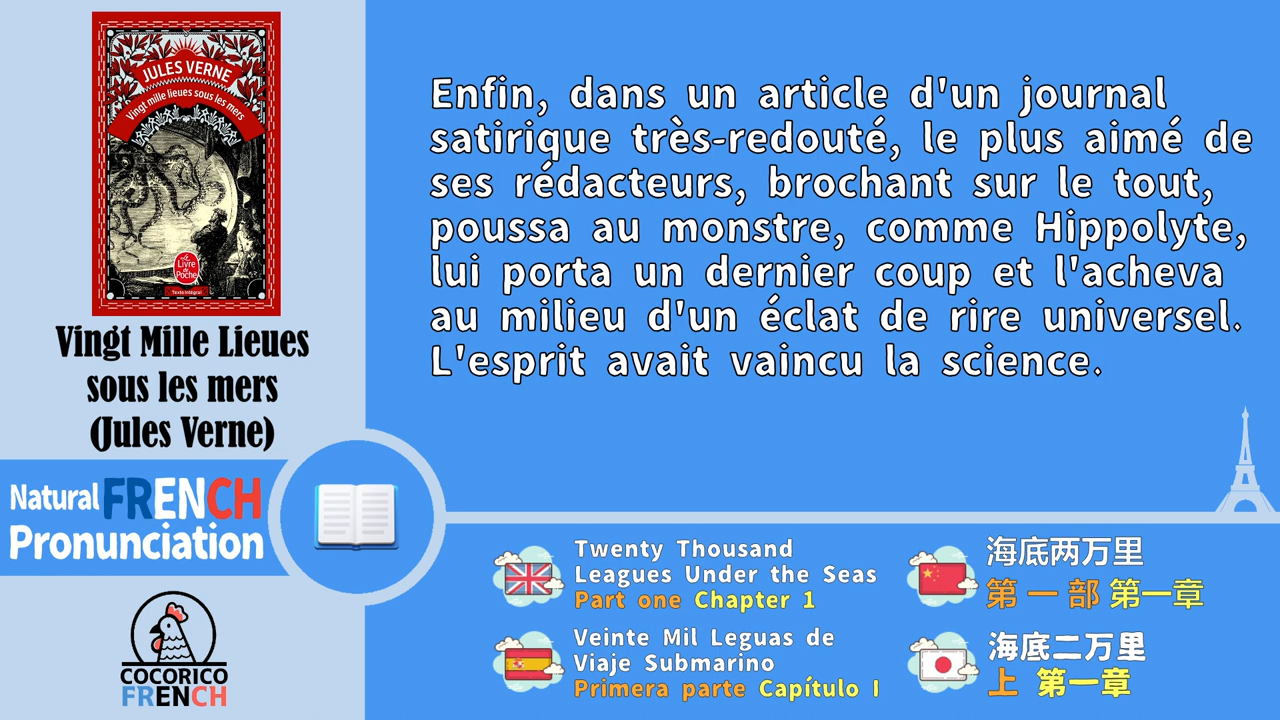 JULES VERNE
Vingt mille lieues sous les mers
Le Livre de Poche
Texte intégral
Vingt Mille Lieues
sous les mers
(Jules Verne)
Natural FRENCH
Pronunciation
COCORICO
FRENCH
Enfin, dans un article d'un journal
satirique très-redouté, le plus aimé de
ses rédacteurs, brochant sur le tout,
poussa au monstre, comme Hippolyte,
lui porta un dernier coup et l'acheva
au milieu d'un éclat de rire universel.
L'esprit avait vaincu la science.
Twenty Thousand
Leagues Under the Seas
Part one Chapter 1
海底两万里
第一部 第一章
Veinte Mil Leguas de
Viaje Submarino
Primera parte Capítulo I
海底二万里
上 第一章